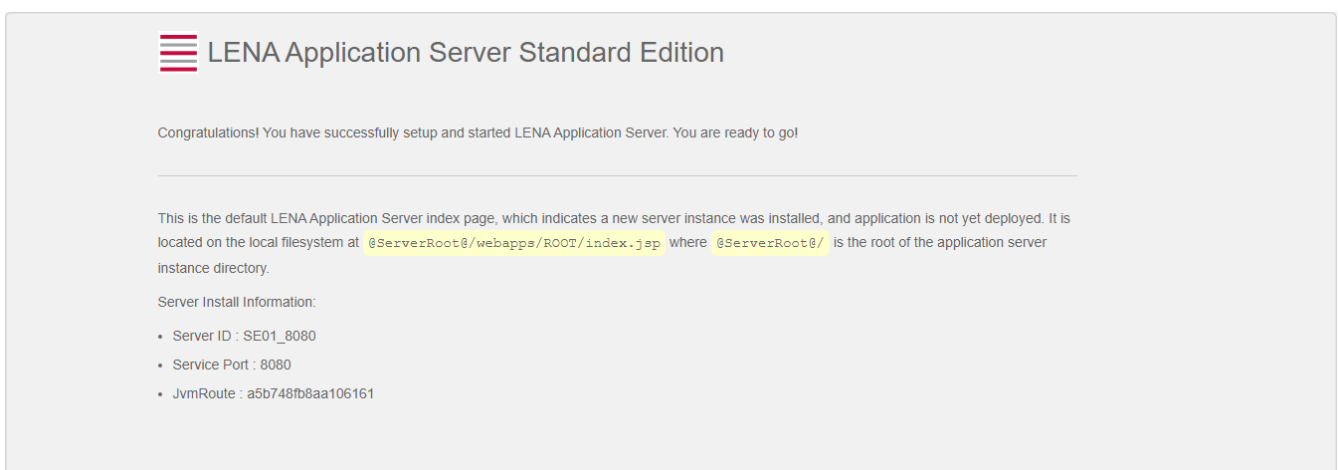 LENA Application Server Standard Edition
Congratulations! You have successfully setup and started LENA Application Server. You are ready to go!
This is the default LENA Application Server index page, which indicates a new server instance was installed, and application is not yet deployed. It is
located on the local filesystem at @ServerRoot@/webapps/ROOT/index.jsp where @ServerRoot@/ is the root of the application server
instance directory.
Server Install Information:
• Server ID : SE01_8080
• Service Port : 8080
• JvmRoute : a5b748fb8aa106161